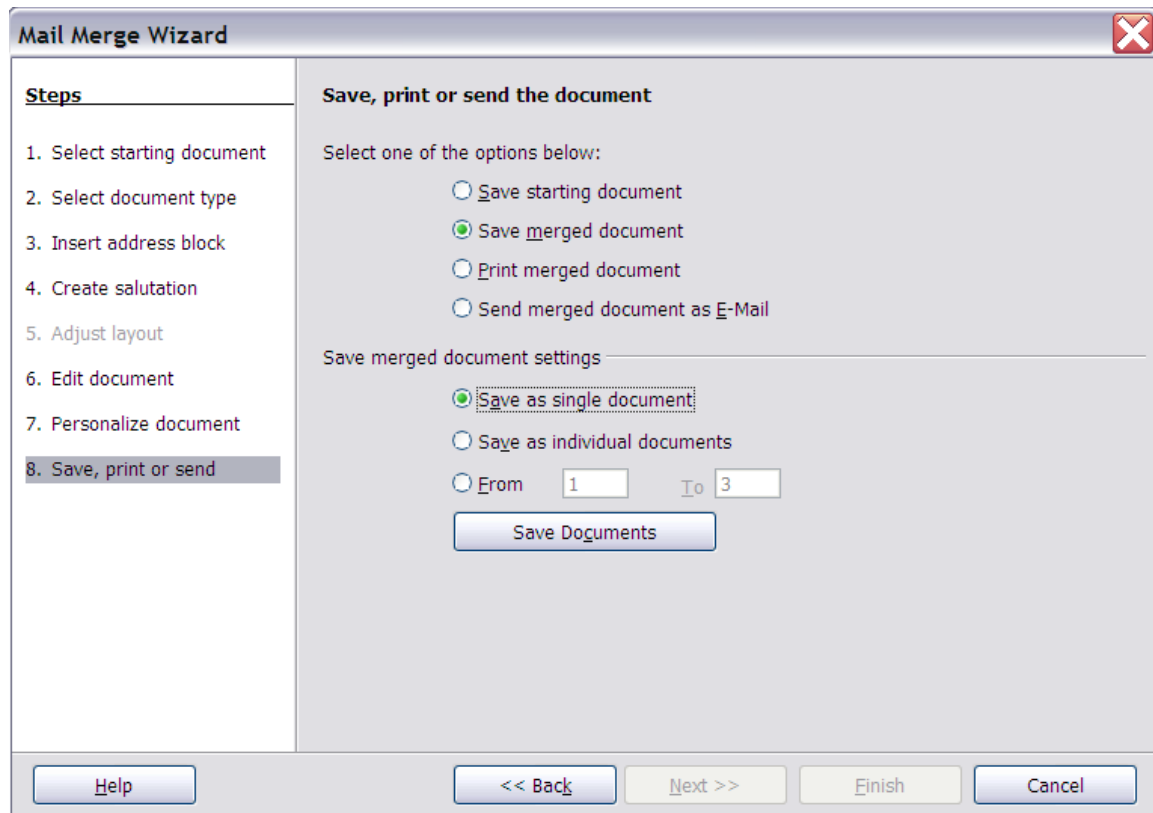 Mail Merge Wizard
Steps
1. Select starting document
2. Select document type
3. Insert address block
4. Create salutation
5. Adjust layout
6. Edit document
7. Personalize document
8. Save, print or send
Save, print or send the document
Select one of the options below:
Save starting document
Save merged document
Print merged document
Send merged document as E-Mail
Save merged document settings
Save as single document
Save as individual documents
From 1 To 3
Save Documents
Help << Back Next >> Finish Cancel